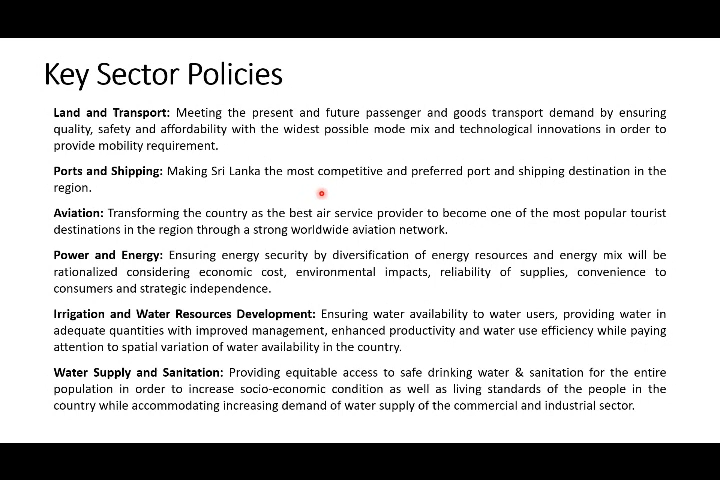 Key Sector Policies
Land and Transport: Meeting the present and future passenger and goods transport demand by ensuring
quality, safety and affordability with the widest possible mode mix and technological innovations in order to
provide mobility requirement.
Ports and Shipping: Making Sri Lanka the most competitive and preferred port and shipping destination in the
region.
Aviation: Transforming the country as the best air service provider to become one of the most popular tourist
destinations in the region through a strong worldwide aviation network.
Power and Energy: Ensuring energy security by diversification of energy resources and energy mix will be
rationalized considering economic cost, environmental impacts, reliability of supplies, convenience to
consumers and strategic independence.
Irrigation and Water Resources Development: Ensuring water availability to water users, providing water in
adequate quantities with improved management, enhanced productivity and water use efficiency while paying
attention to spatial variation of water availability in the country.
Water Supply and Sanitation: Providing equitable access to safe drinking water & sanitation for the entire
population in order to increase socio-economic condition as well as living standards of the people in the
country while accommodating increasing demand of water supply of the commercial and industrial sector.